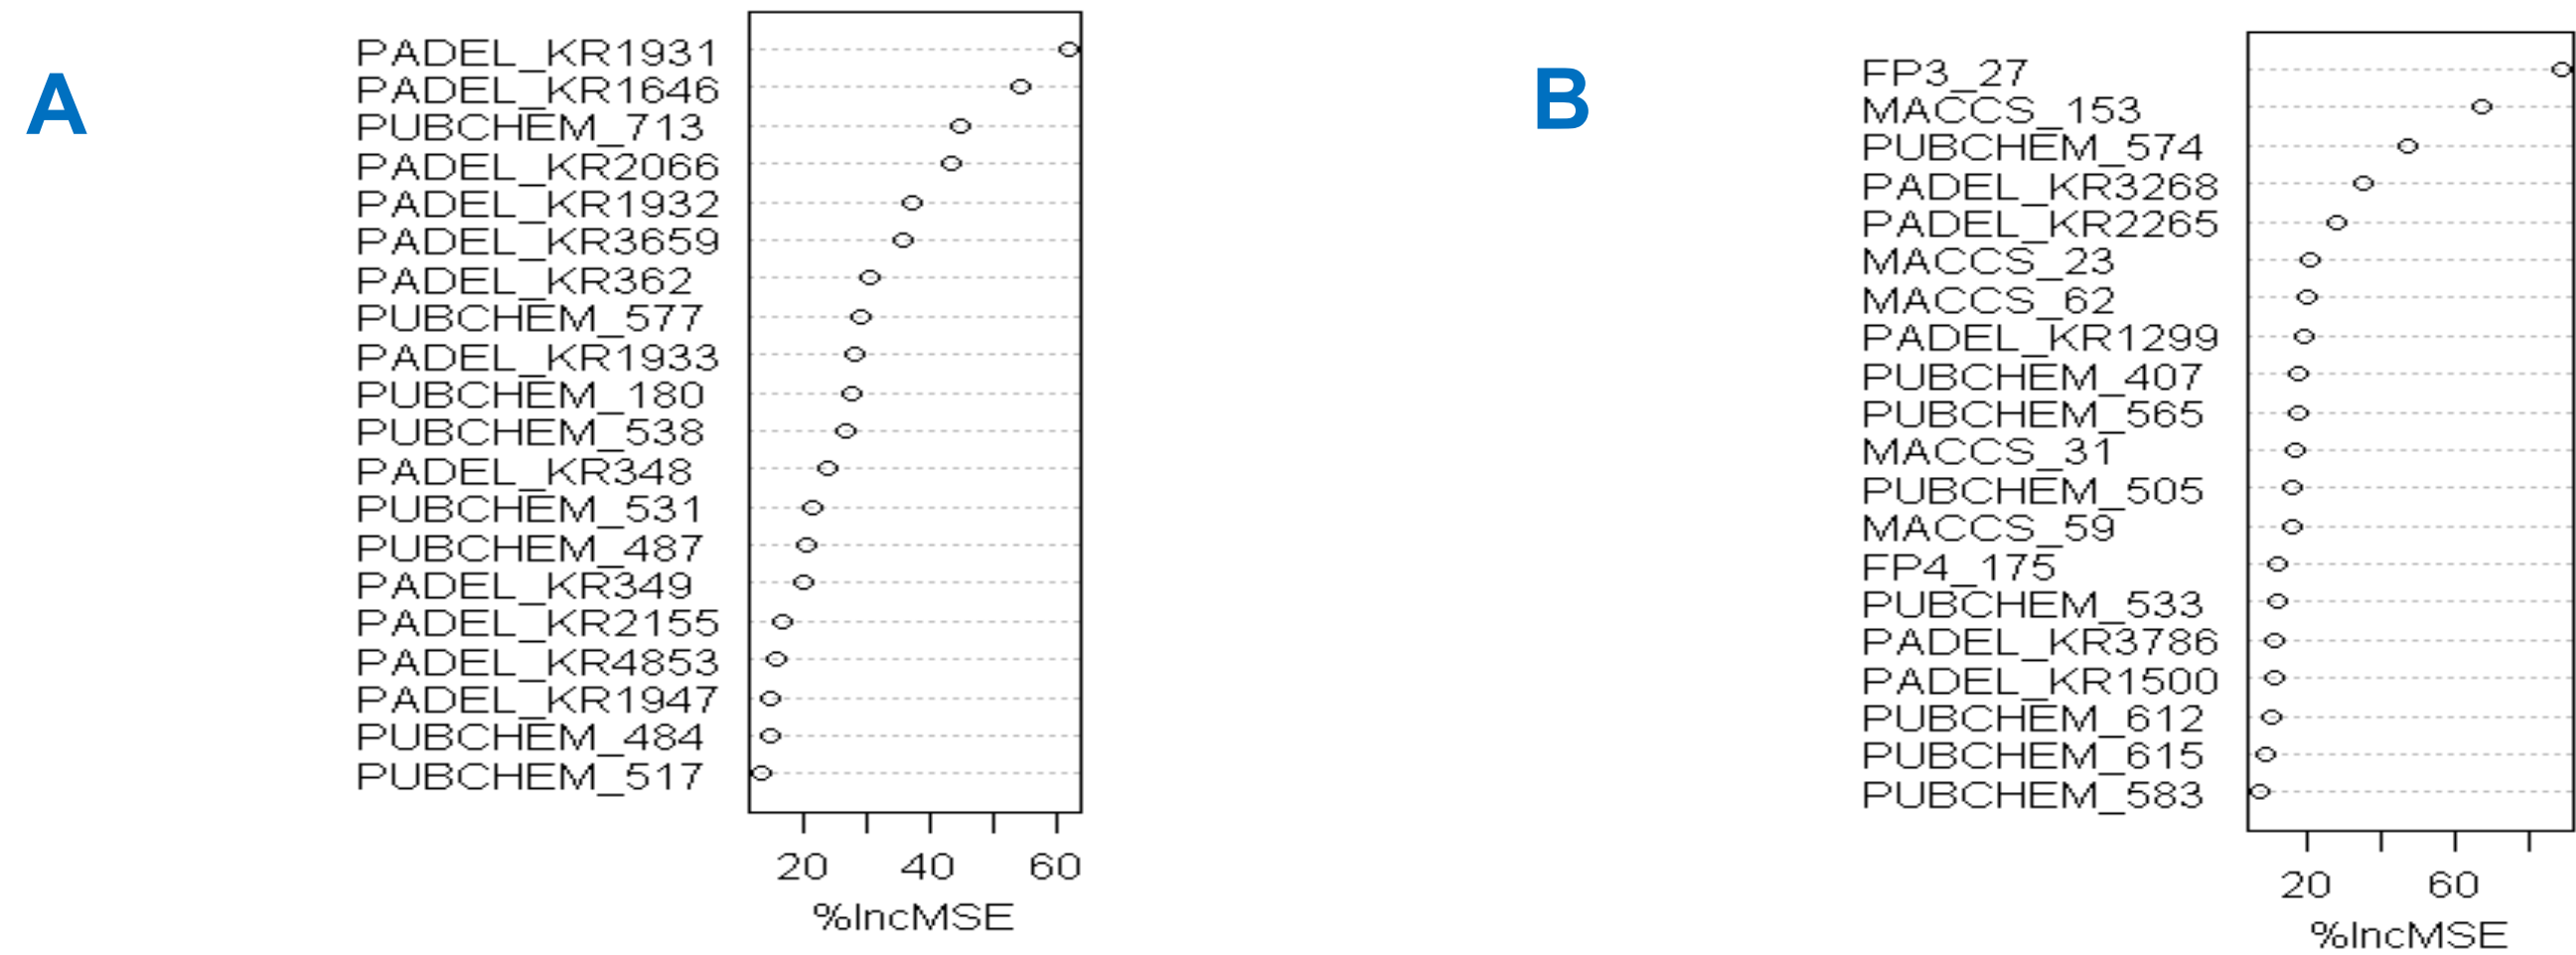 A
PADEL_KR1931
PADEL_KR1646
PUBCHEM_713
PADEL_KR2066
PADEL_KR1932
PADEL_KR3659
PADEL_KR362
PUBCHEM_577
PADEL_KR1933
PUBCHEM_180
PUBCHEM_538
PADEL_KR348
PUBCHEM_531
PUBCHEM_487
PADEL_KR349
PADEL_KR2155
PADEL_KR4853
PADEL_KR1947
PUBCHEM_484
PUBCHEM_517
20 40 60
%IncMSE
B
FP3_27
MACCS_153
PUBCHEM_574
PADEL_KR3268
PADEL_KR2265
MACCS_23
MACCS_62
PADEL_KR1299
PUBCHEM_407
PUBCHEM_565
MACCS_31
PUBCHEM_505
MACCS_59
FP4_175
PUBCHEM_533
PADEL_KR3786
PADEL_KR1500
PUBCHEM_612
PUBCHEM_615
PUBCHEM_583
20 60
%IncMSE